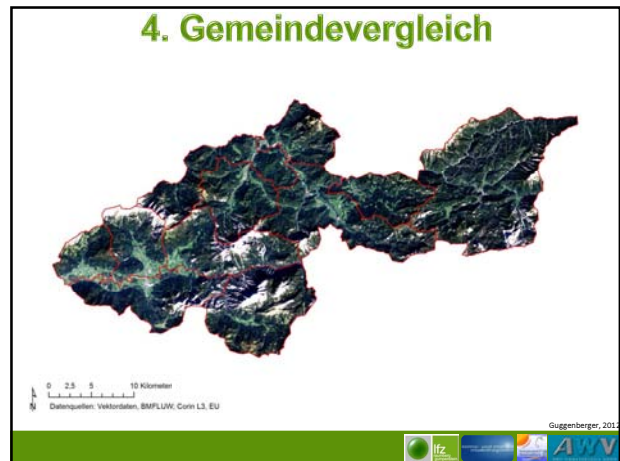 4. Gemeindevergleich
0 2,5 5 10 Kilometer
N
Datenquellen: Vektordaten, BMFLUW, Corin L3, EU
Guggenberger, 2012
lfz
AWV